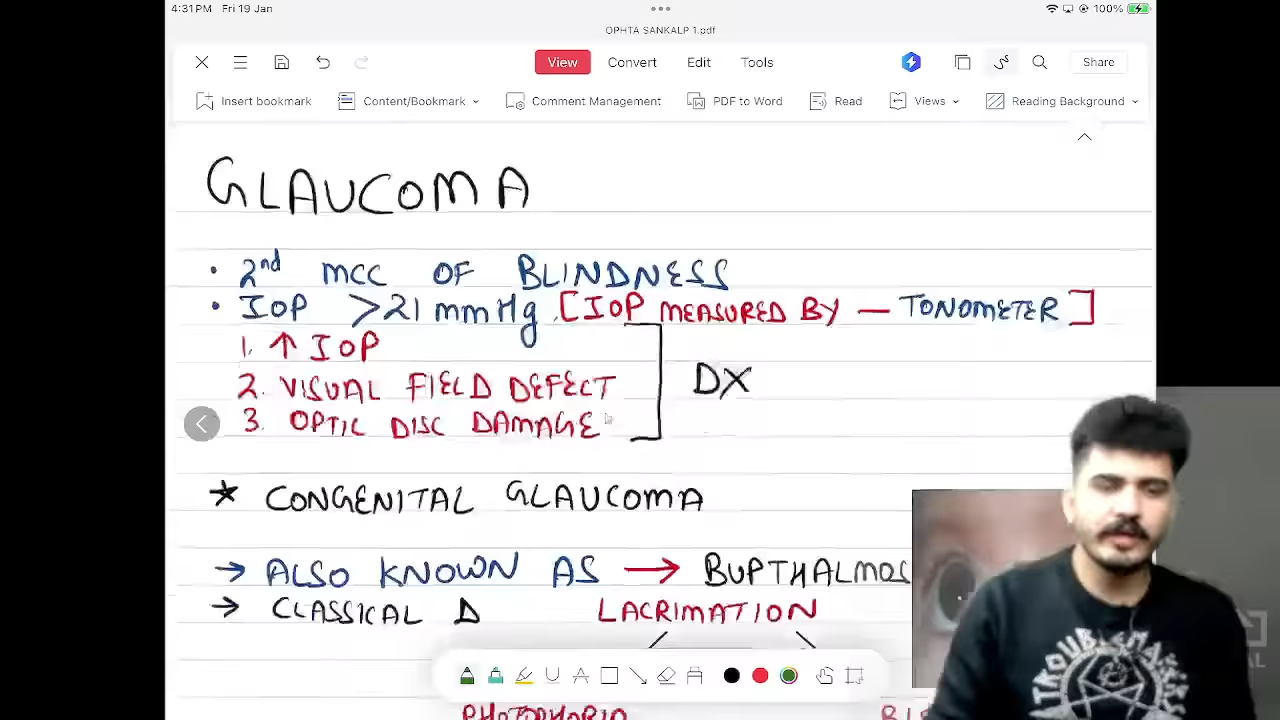 4:31 PM Fri 19 Jan
100%
OPHTA SANKALP 1.pdf
View Convert Edit Tools Share
Insert bookmark Content/Bookmark Comment Management PDF to Word Read Views Reading Background
GLAUCOMA
• 2nd MCC OF BLINDNESS
• IOP >21 mmHg [IOP MEASURED BY — TONOMETER]
1. ↑ IOP
2. VISUAL FIELD DEFECT
3. OPTIC DISC DAMAGE
DX
★ CONGENITAL GLAUCOMA
→ ALSO KNOWN AS → BUPTHALMOS
→ CLASSICAL Δ LACRIMATION
PHOTOPHOBIA
TROUBLEMAKERS